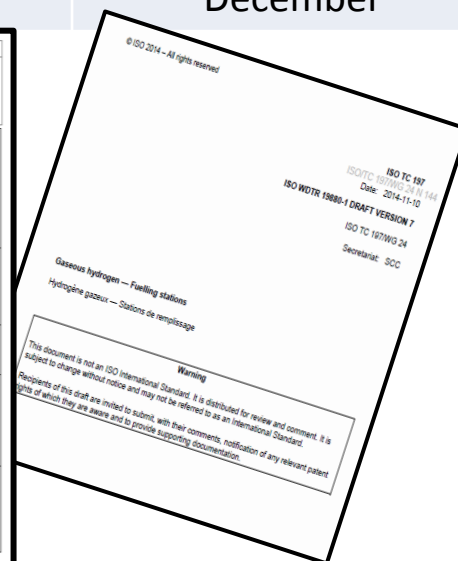 December
© ISO 2014 – All rights reserved
ISO TC 197
ISO/TC 197/WG 24 N 144
Date: 2014-11-10
ISO WDTR 19880-1 DRAFT VERSION 7
ISO TC 197/WG 24
Secretariat: SCC
Gaseous hydrogen — Fuelling stations
Hydrogène gazeux — Stations de remplissage
Warning
This document is not an ISO International Standard. It is distributed for review and comment. It is
subject to change without notice and may not be referred to as an International Standard.
Recipients of this draft are invited to submit, with their comments, notification of any relevant patent
rights of which they are aware and to provide supporting documentation.